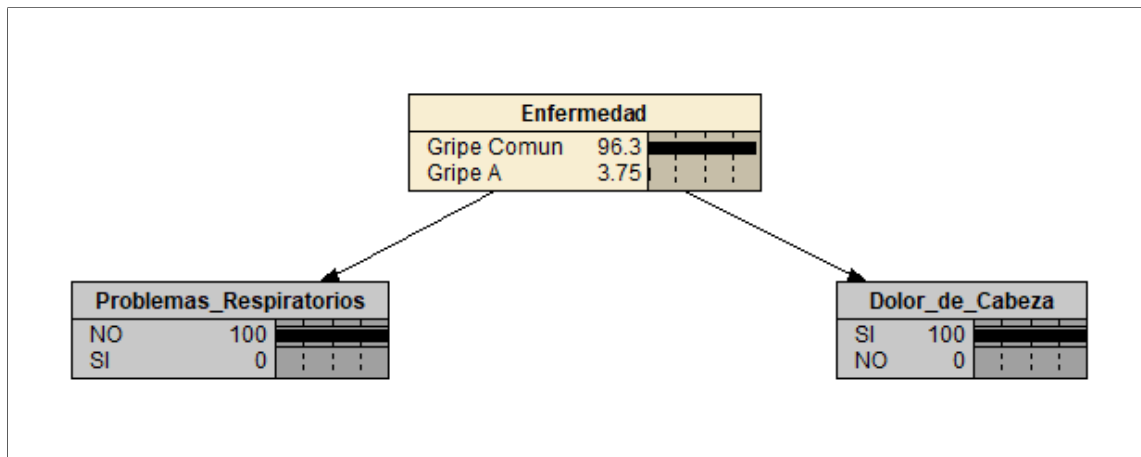 Enfermedad
Gripe Comun 96.3
Gripe A 3.75
Problemas_Respiratorios
NO 100
SI 0
Dolor_de_Cabeza
SI 100
NO 0